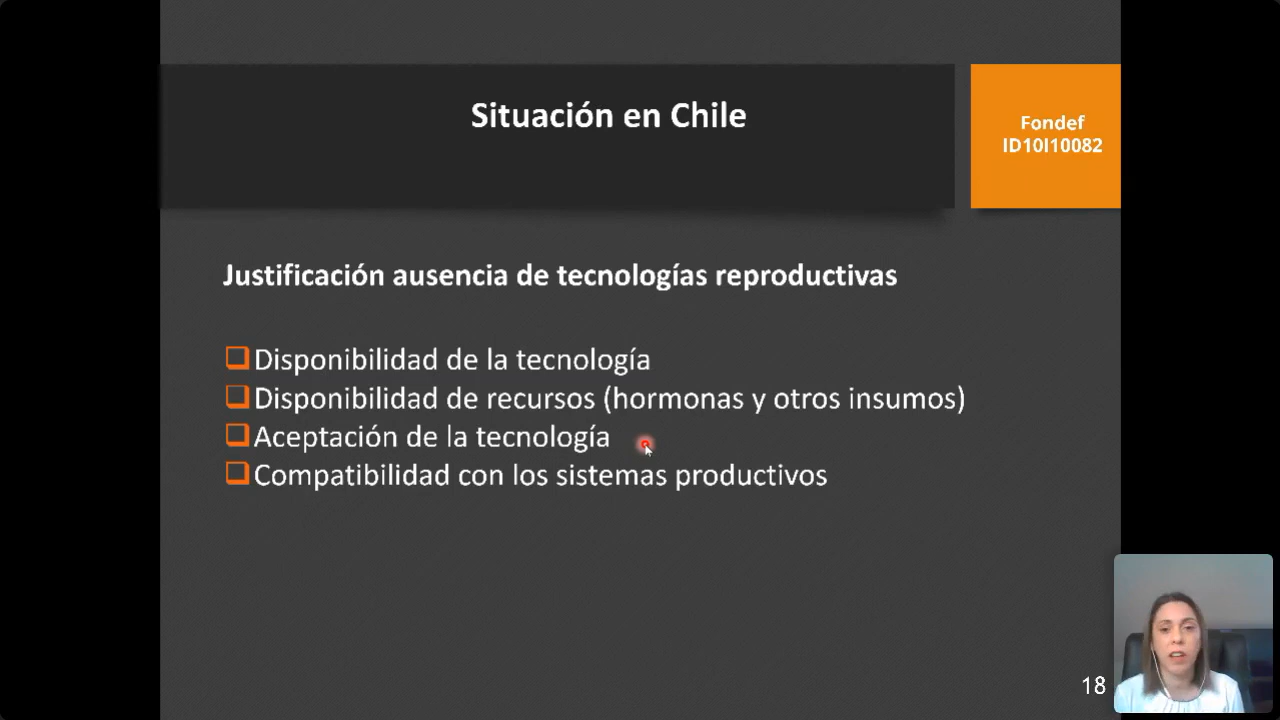 Situación en Chile
Fondef
ID10I10082
Justificación ausencia de tecnologías reproductivas
Disponibilidad de la tecnología
Disponibilidad de recursos (hormonas y otros insumos)
Aceptación de la tecnología
Compatibilidad con los sistemas productivos
18